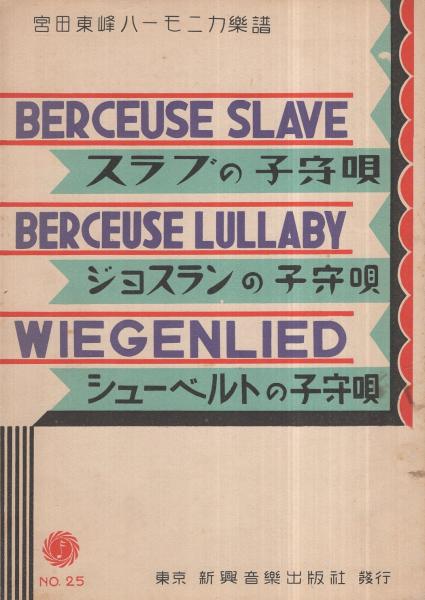 宮田東峰ハーモニカ樂譜
BERCEUSE SLAVE
スラブの子守唄
BERCEUSE LULLABY
ジョスランの子守唄
WIEGENLIED
シューベルトの子守唄
NO. 25
東京 新興音樂出版社 發行